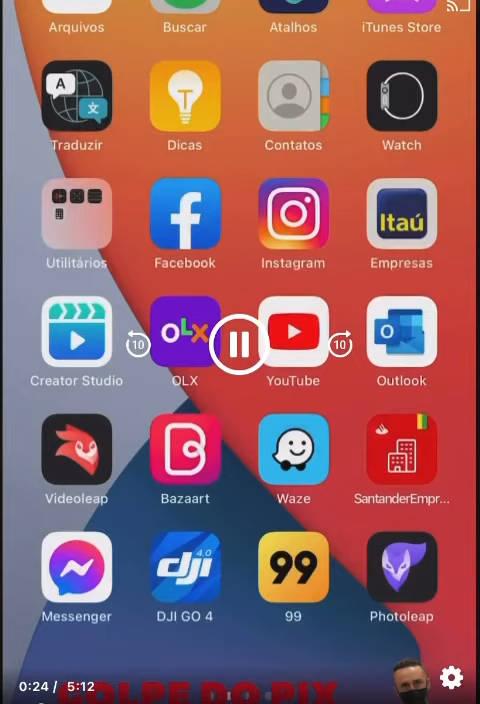 Arquivos Buscar Atalhos iTunes Store
A 文
Traduzir Dicas Contatos Watch
Itaú
Utilitários Facebook Instagram Empresas
OLX
10 10
Creator Studio OLX YouTube Outlook
Videoleap Bazaart Waze SantanderEmpr...
dji 4.0 99
Messenger DJI GO 4 99 Photoleap
0:24 / 5:12
GOLPE DO PIX